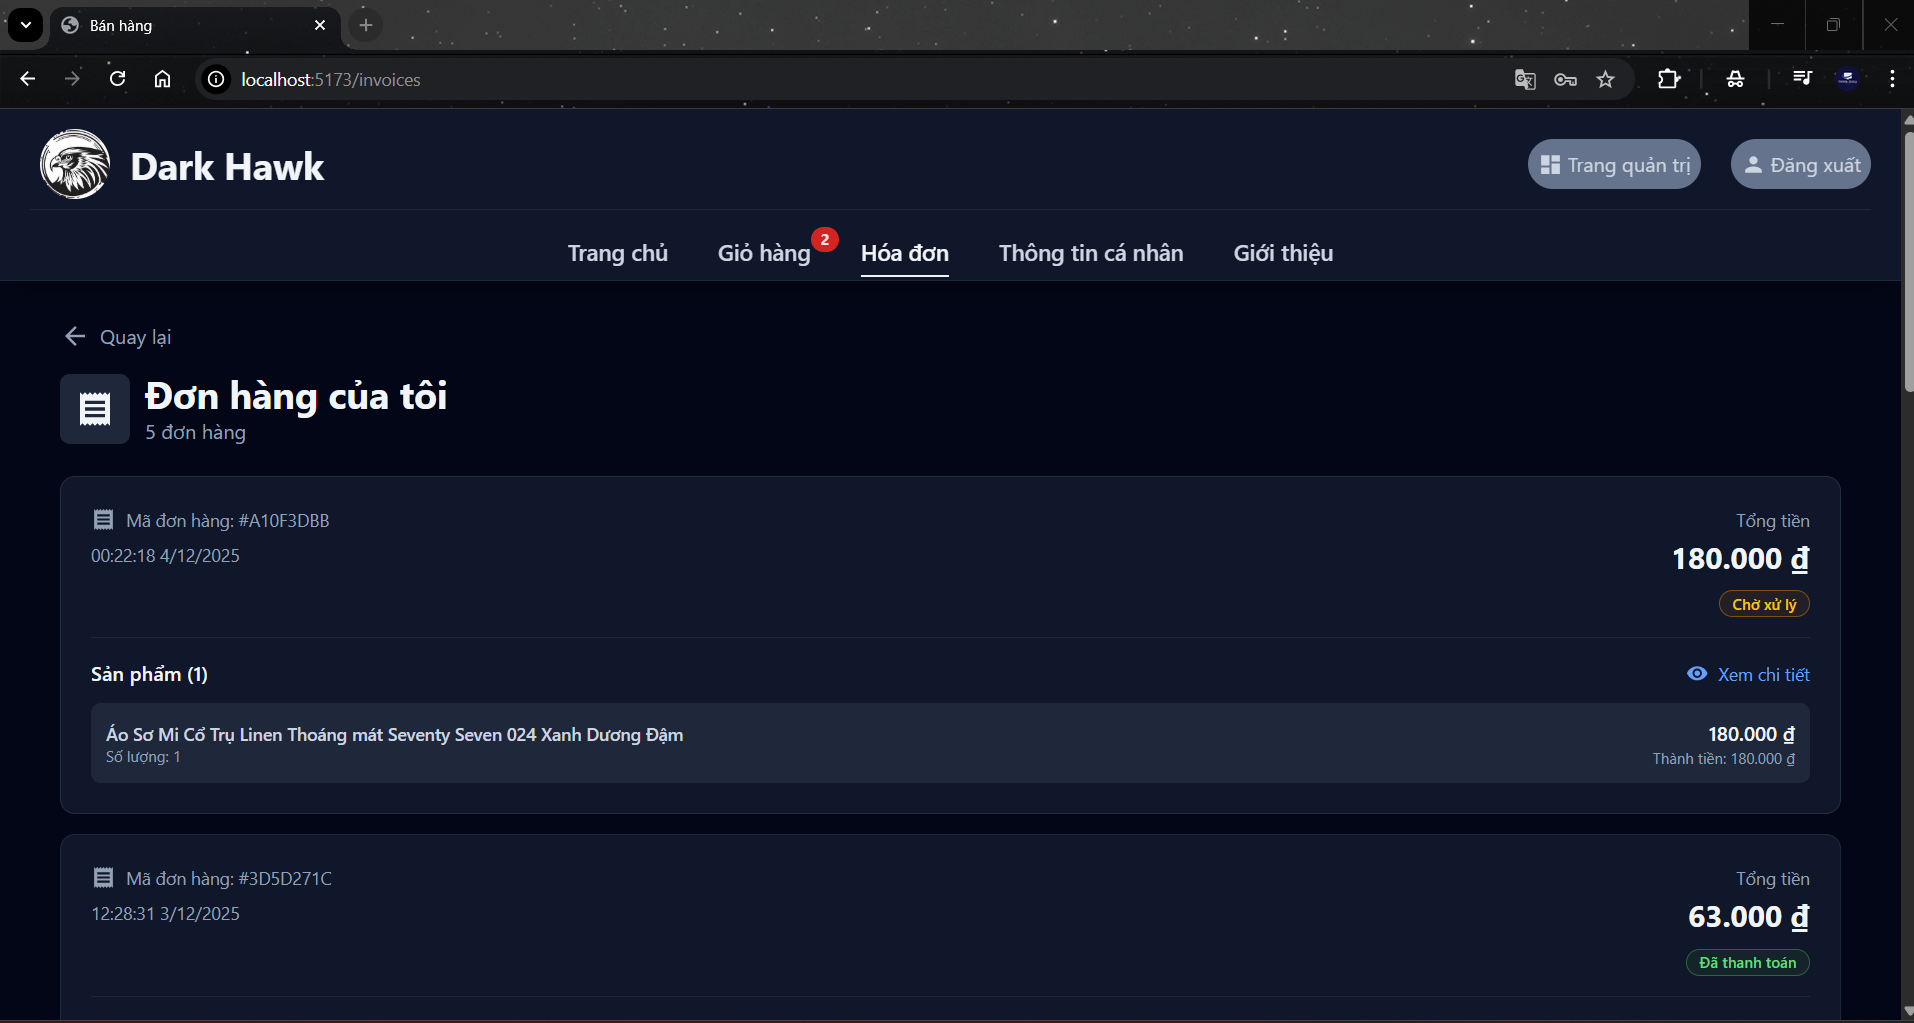 Bán hàng
localhost:5173/invoices
Dark Hawk
Trang quản trị
Đăng xuất
Trang chủ
Giỏ hàng
2
Hóa đơn
Thông tin cá nhân
Giới thiệu
Quay lại
Đơn hàng của tôi
5 đơn hàng
Mã đơn hàng: #A10F3DBB
00:22:18 4/12/2025
Tổng tiền
180.000 ₫
Chờ xử lý
Sản phẩm (1)
Xem chi tiết
Áo Sơ Mi Cổ Trụ Linen Thoáng mát Seventy Seven 024 Xanh Dương Đậm
Số lượng: 1
180.000 ₫
Thành tiền: 180.000 ₫
Mã đơn hàng: #3D5D271C
12:28:31 3/12/2025
Tổng tiền
63.000 ₫
Đã thanh toán